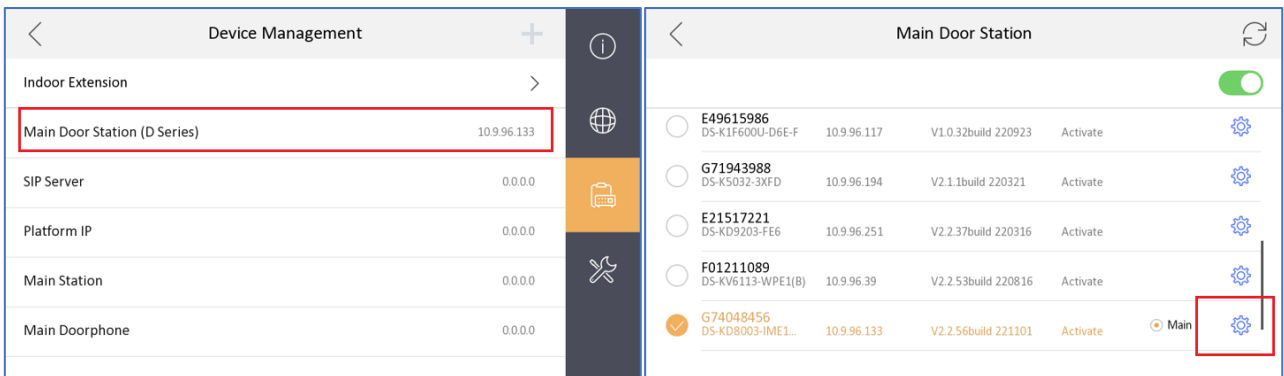 Device Management
Indoor Extension
Main Door Station (D Series) 10.9.96.133
SIP Server 0.0.0.0
Platform IP 0.0.0.0
Main Station 0.0.0.0
Main Doorphone 0.0.0.0
Main Door Station
E49615986
DS-K1F600U-D6E-F 10.9.96.117 V1.0.32build 220923 Activate
G71943988
DS-K5032-3XFD 10.9.96.194 V2.1.1build 220321 Activate
E21517221
DS-KD9203-FE6 10.9.96.251 V2.2.37build 220316 Activate
F01211089
DS-KV6113-WPE1(B) 10.9.96.39 V2.2.53build 220816 Activate
G74048456
DS-KD8003-IME1... 10.9.96.133 V2.2.56build 221101 Activate Main